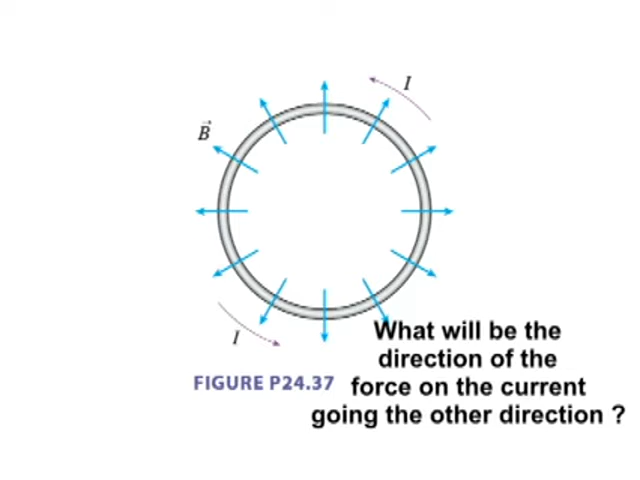 I
B
I
What will be the
direction of the
FIGURE P24.37 force on the current
going the other direction ?